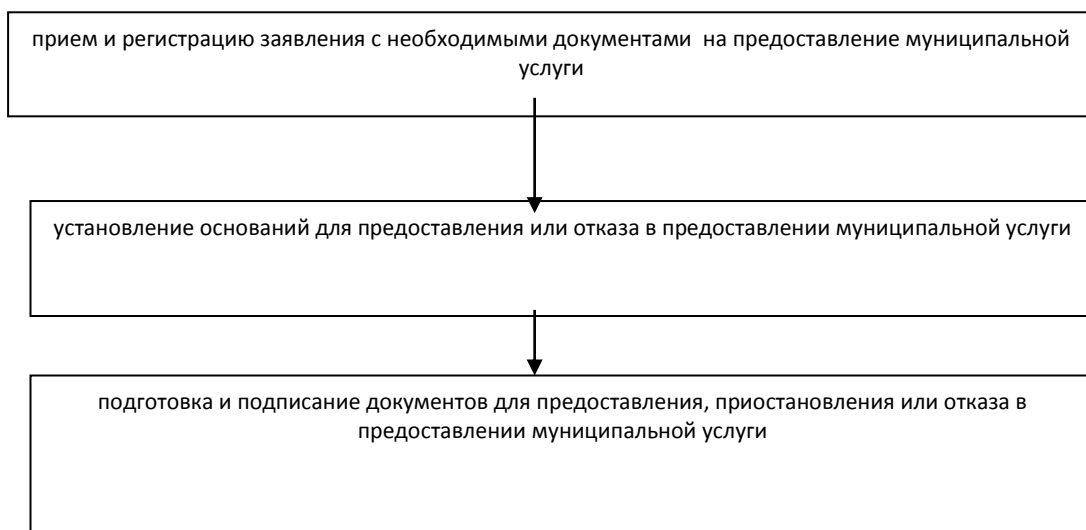 прием и регистрацию заявления с необходимыми документами на предоставление муниципальной
услуги
установление оснований для предоставления или отказа в предоставлении муниципальной услуги
подготовка и подписание документов для предоставления, приостановления или отказа в
предоставлении муниципальной услуги